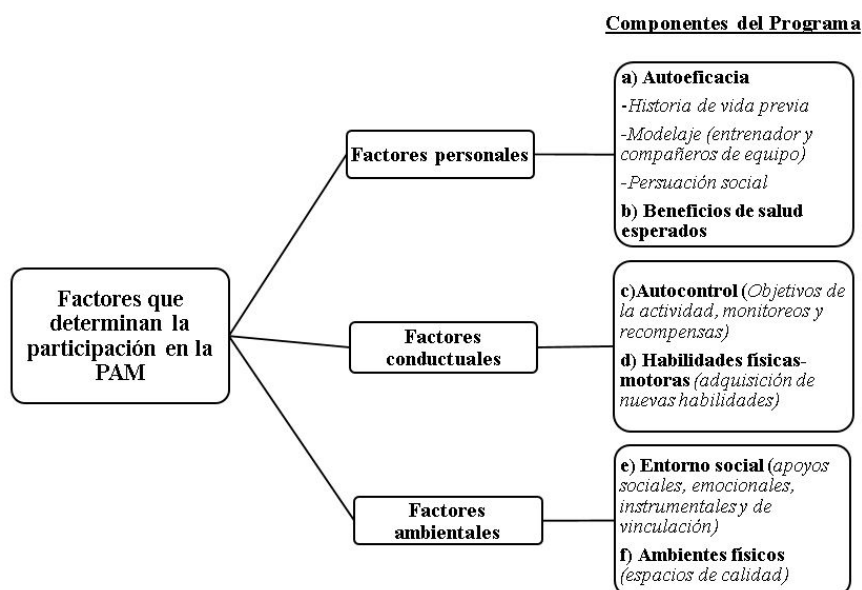 Componentes del Programa
a) Autoeficacia
-Historia de vida previa
-Modelaje (entrenador y
compañeros de equipo)
-Persuación social
b) Beneficios de salud
esperados
Factores personales
Factores que
determinan la
participación en la
PAM
c)Autocontrol (Objetivos de
la actividad, monitoreos y
recompensas)
d) Habilidades físicas-
motoras (adquisición de
nuevas habilidades)
Factores
conductuales
e) Entorno social (apoyos
sociales, emocionales,
instrumentales y de
vinculación)
f) Ambientes físicos
(espacios de calidad)
Factores
ambientales